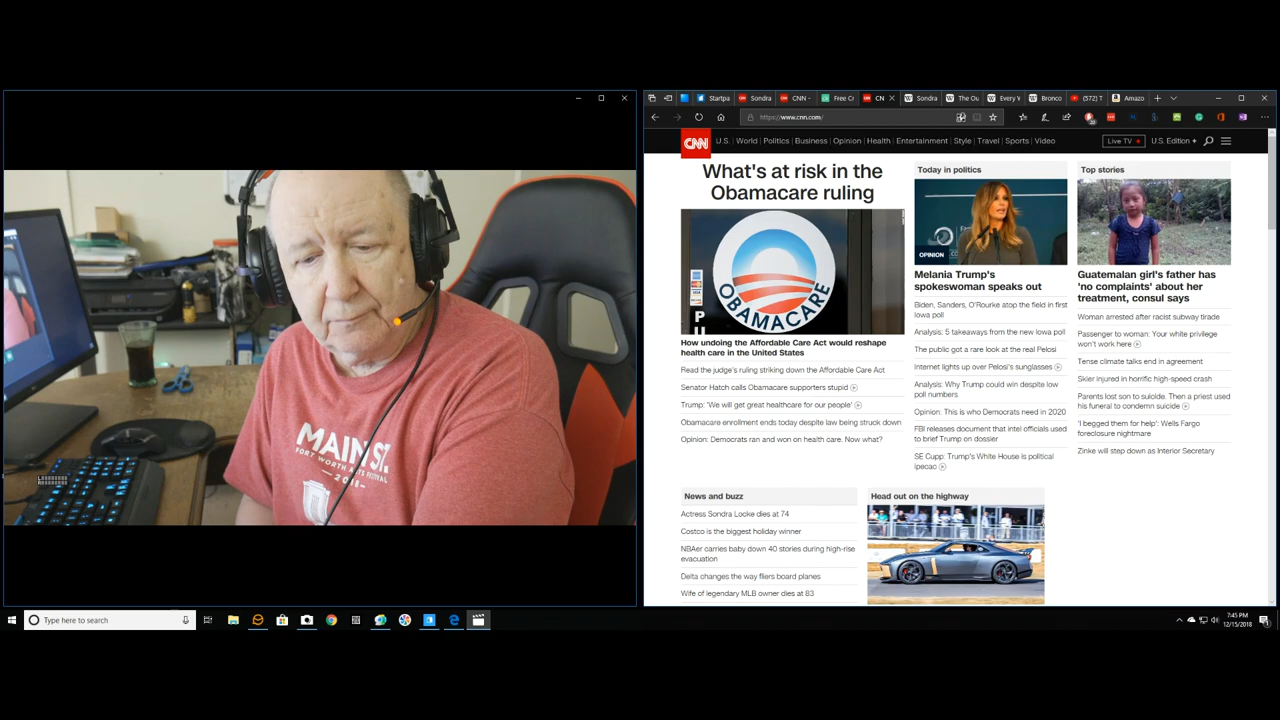 MAIN ST.
FORT WORTH ARTS FESTIVAL
-2018-
Startpa
Sondra
CNN -
Free Cr
CN
Sondra
The Ou
Every W
Bronco
(572) T
Amazo
https://www.cnn.com/
CNN
U.S. World Politics Business Opinion Health Entertainment Style Travel Sports Video
Live TV
U.S. Edition +
What's at risk in the
Obamacare ruling
OBAMACARE
How undoing the Affordable Care Act would reshape
health care in the United States
Read the judge's ruling striking down the Affordable Care Act
Senator Hatch calls Obamacare supporters stupid
Trump: 'We will get great healthcare for our people'
Obamacare enrollment ends today despite law being struck down
Opinion: Democrats ran and won on health care. Now what?
Today in politics
OPINION
Melania Trump's
spokeswoman speaks out
Biden, Sanders, O'Rourke atop the field in first
Iowa poll
Analysis: 5 takeaways from the new Iowa poll
The public got a rare look at the real Pelosi
Internet lights up over Pelosi's sunglasses
Analysis: Why Trump could win despite low
poll numbers
Opinion: This is who Democrats need in 2020
FBI releases document that intel officials used
to brief Trump on dossier
SE Cupp: Trump's White House is political
ipecac
Top stories
Guatemalan girl's father has
'no complaints' about her
treatment, consul says
Woman arrested after racist subway tirade
Passenger to woman: Your white privilege
won't work here
Tense climate talks end in agreement
Skier injured in horrific high-speed crash
Parents lost son to suicide. Then a priest used
his funeral to condemn suicide
'I begged them for help': Wells Fargo
foreclosure nightmare
Zinke will step down as Interior Secretary
News and buzz
Actress Sondra Locke dies at 74
Costco is the biggest holiday winner
NBAer carries baby down 40 stories during high-rise
evacuation
Delta changes the way fliers board planes
Wife of legendary MLB owner dies at 83
Head out on the highway
Type here to search
7:45 PM
12/15/2018